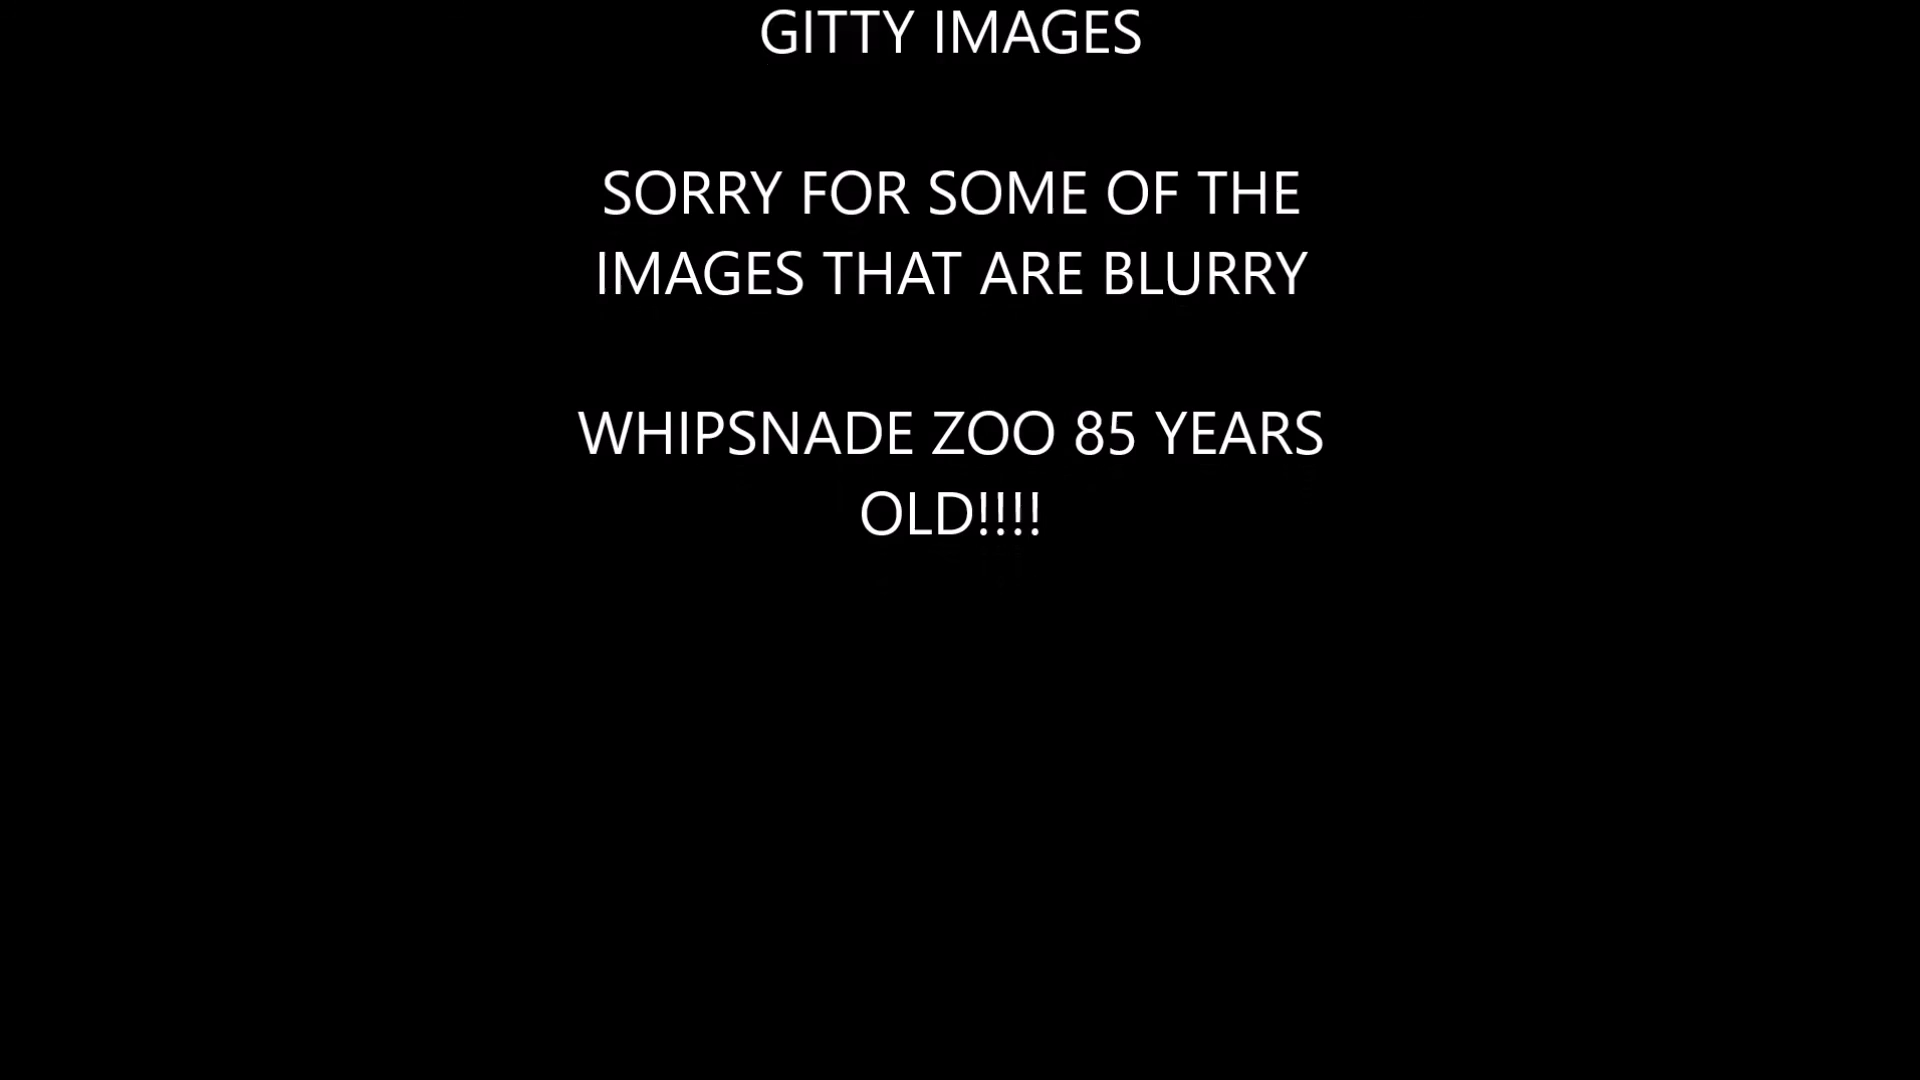 GITTY IMAGES
SORRY FOR SOME OF THE
IMAGES THAT ARE BLURRY
WHIPSNADE ZOO 85 YEARS
OLD!!!!